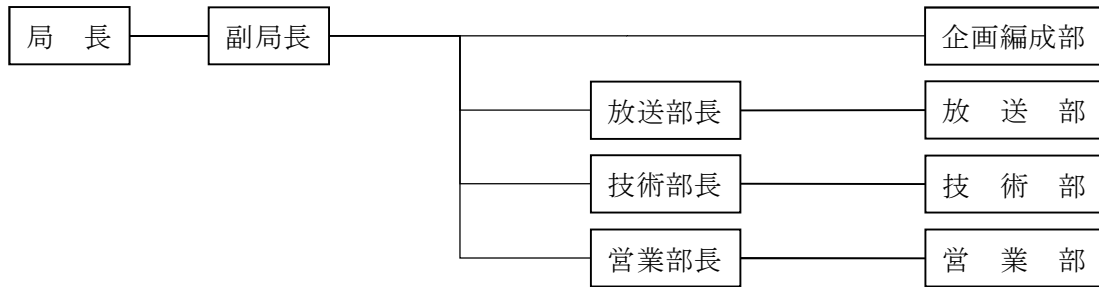 局　長　副局長　企画編成部
放送部長　放　送　部
技術部長　技　術　部
営業部長　営　業　部